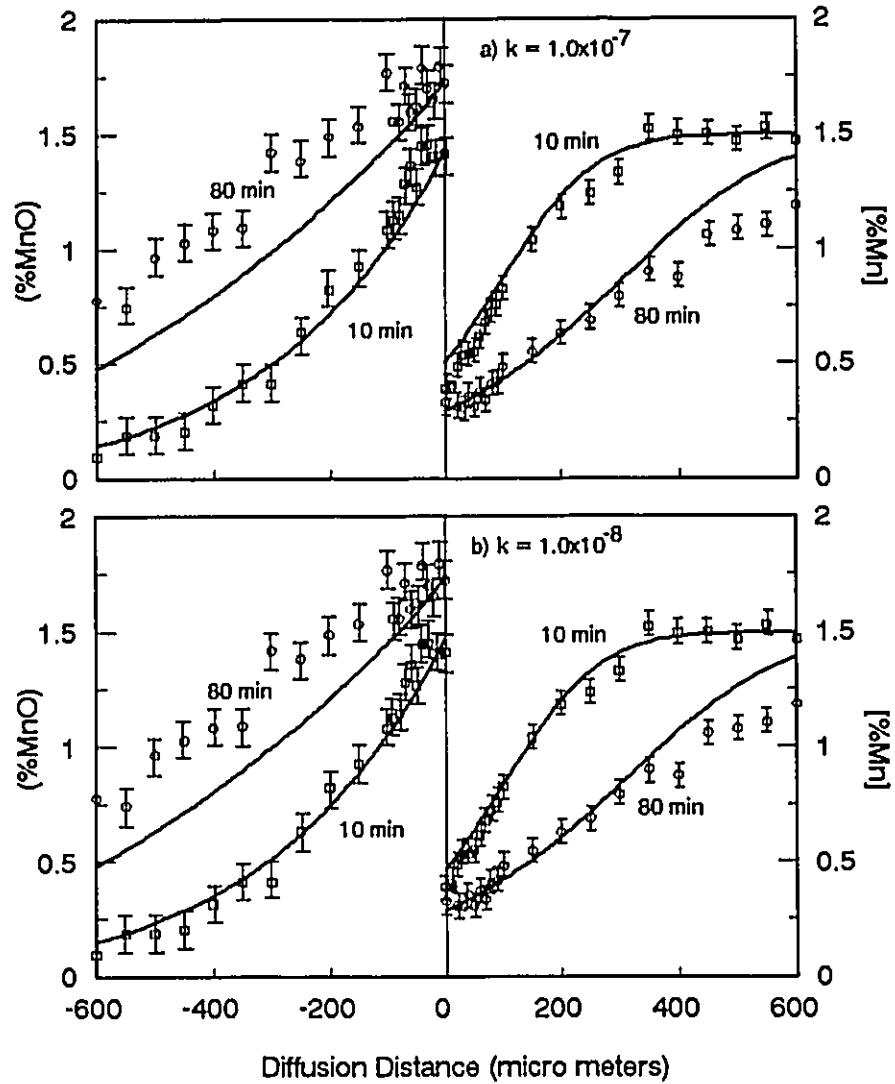 2
2
a) k = 1.0x10⁻⁷
1.5
10 min
1.5
80 min
(%MnO)
1
1
[%Mn]
10 min
80 min
0.5
0.5
0
0
2
2
b) k = 1.0x10⁻⁸
1.5
10 min
1.5
80 min
(%MnO)
1
1
[%Mn]
10 min
80 min
0.5
0.5
0
0
-600 -400 -200 0 200 400 600
Diffusion Distance (micro meters)